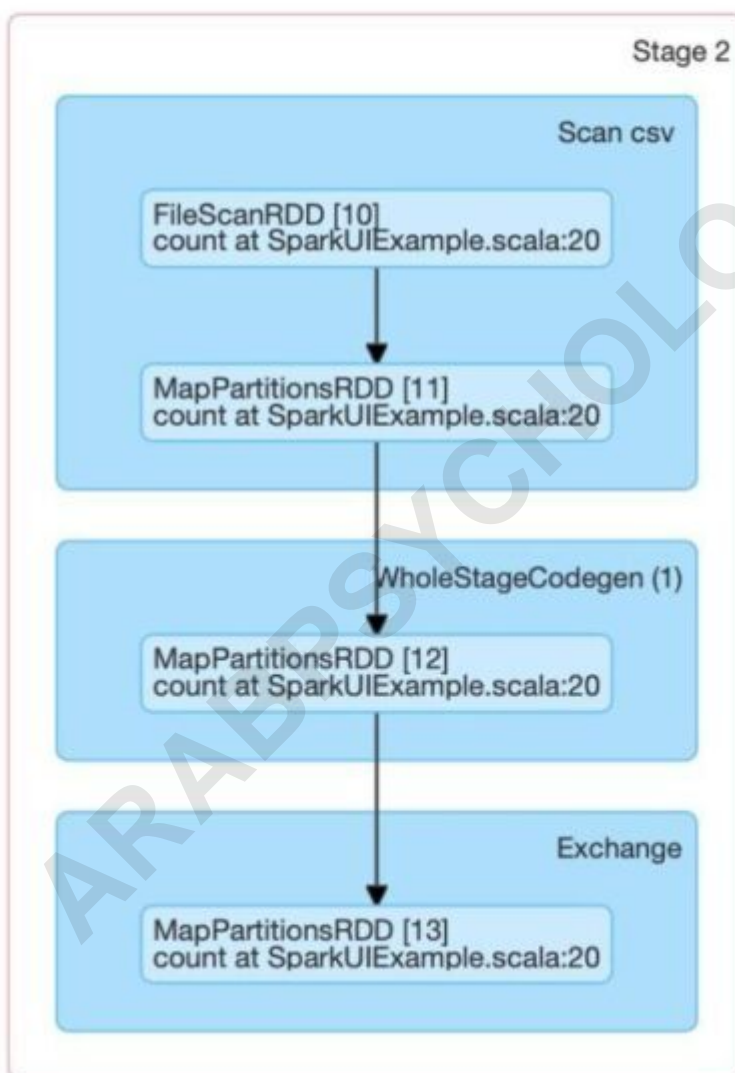 Stage 2
Scan csv
FileScanRDD [10]
count at SparkUIExample.scala:20
MapPartitionsRDD [11]
count at SparkUIExample.scala:20
WholeStageCodegen (1)
MapPartitionsRDD [12]
count at SparkUIExample.scala:20
Exchange
MapPartitionsRDD [13]
count at SparkUIExample.scala:20
ARABPSYCHOLO